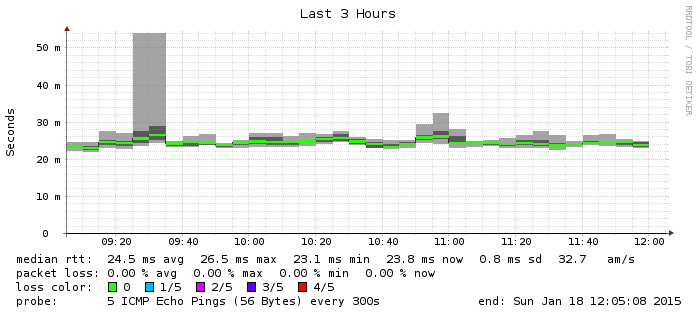 Last 3 Hours
RRDTOOL / TOBI OETIKER
Seconds
50 m
40 m
30 m
20 m
10 m
0
09:20 09:40 10:00 10:20 10:40 11:00 11:20 11:40 12:00
median rtt: 24.5 ms avg 26.5 ms max 23.1 ms min 23.8 ms now 0.8 ms sd 32.7 am/s
packet loss: 0.00 % avg 0.00 % max 0.00 % min 0.00 % now
loss color: 0 1/5 2/5 3/5 4/5
probe: 5 ICMP Echo Pings (56 Bytes) every 300s end: Sun Jan 18 12:05:08 2015